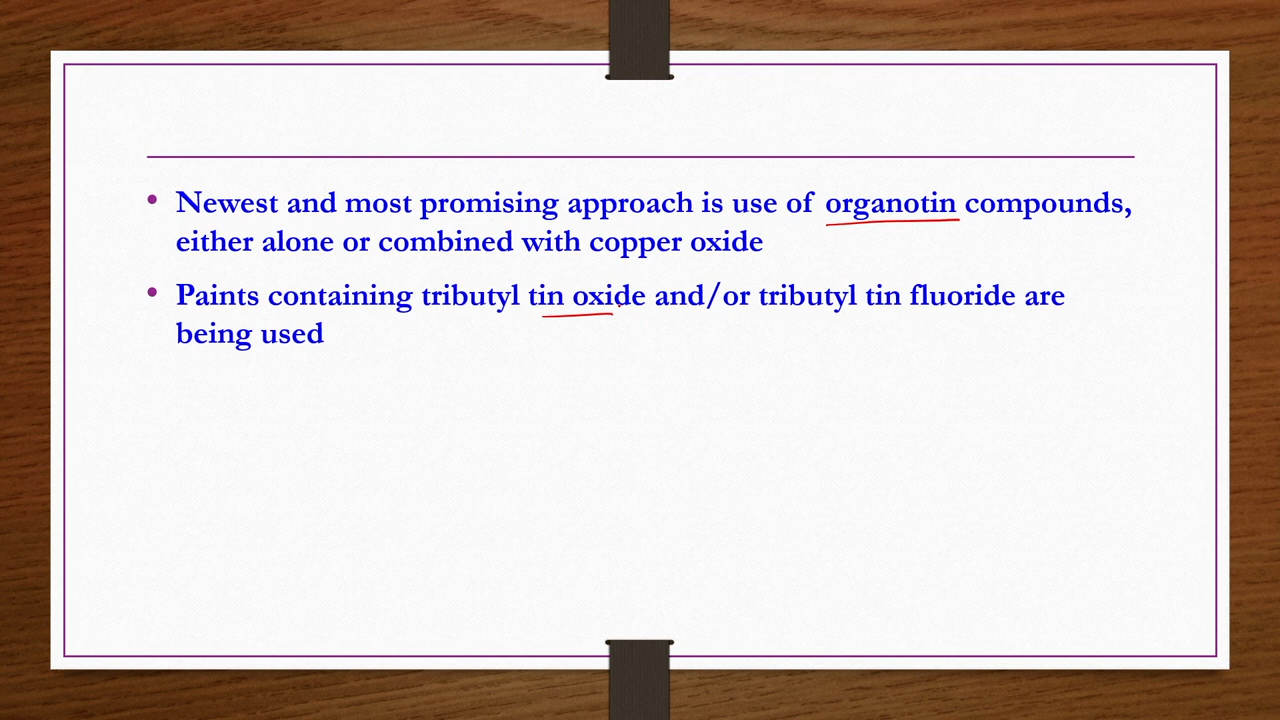 • Newest and most promising approach is use of organotin compounds,
either alone or combined with copper oxide
• Paints containing tributyl tin oxide and/or tributyl tin fluoride are
being used